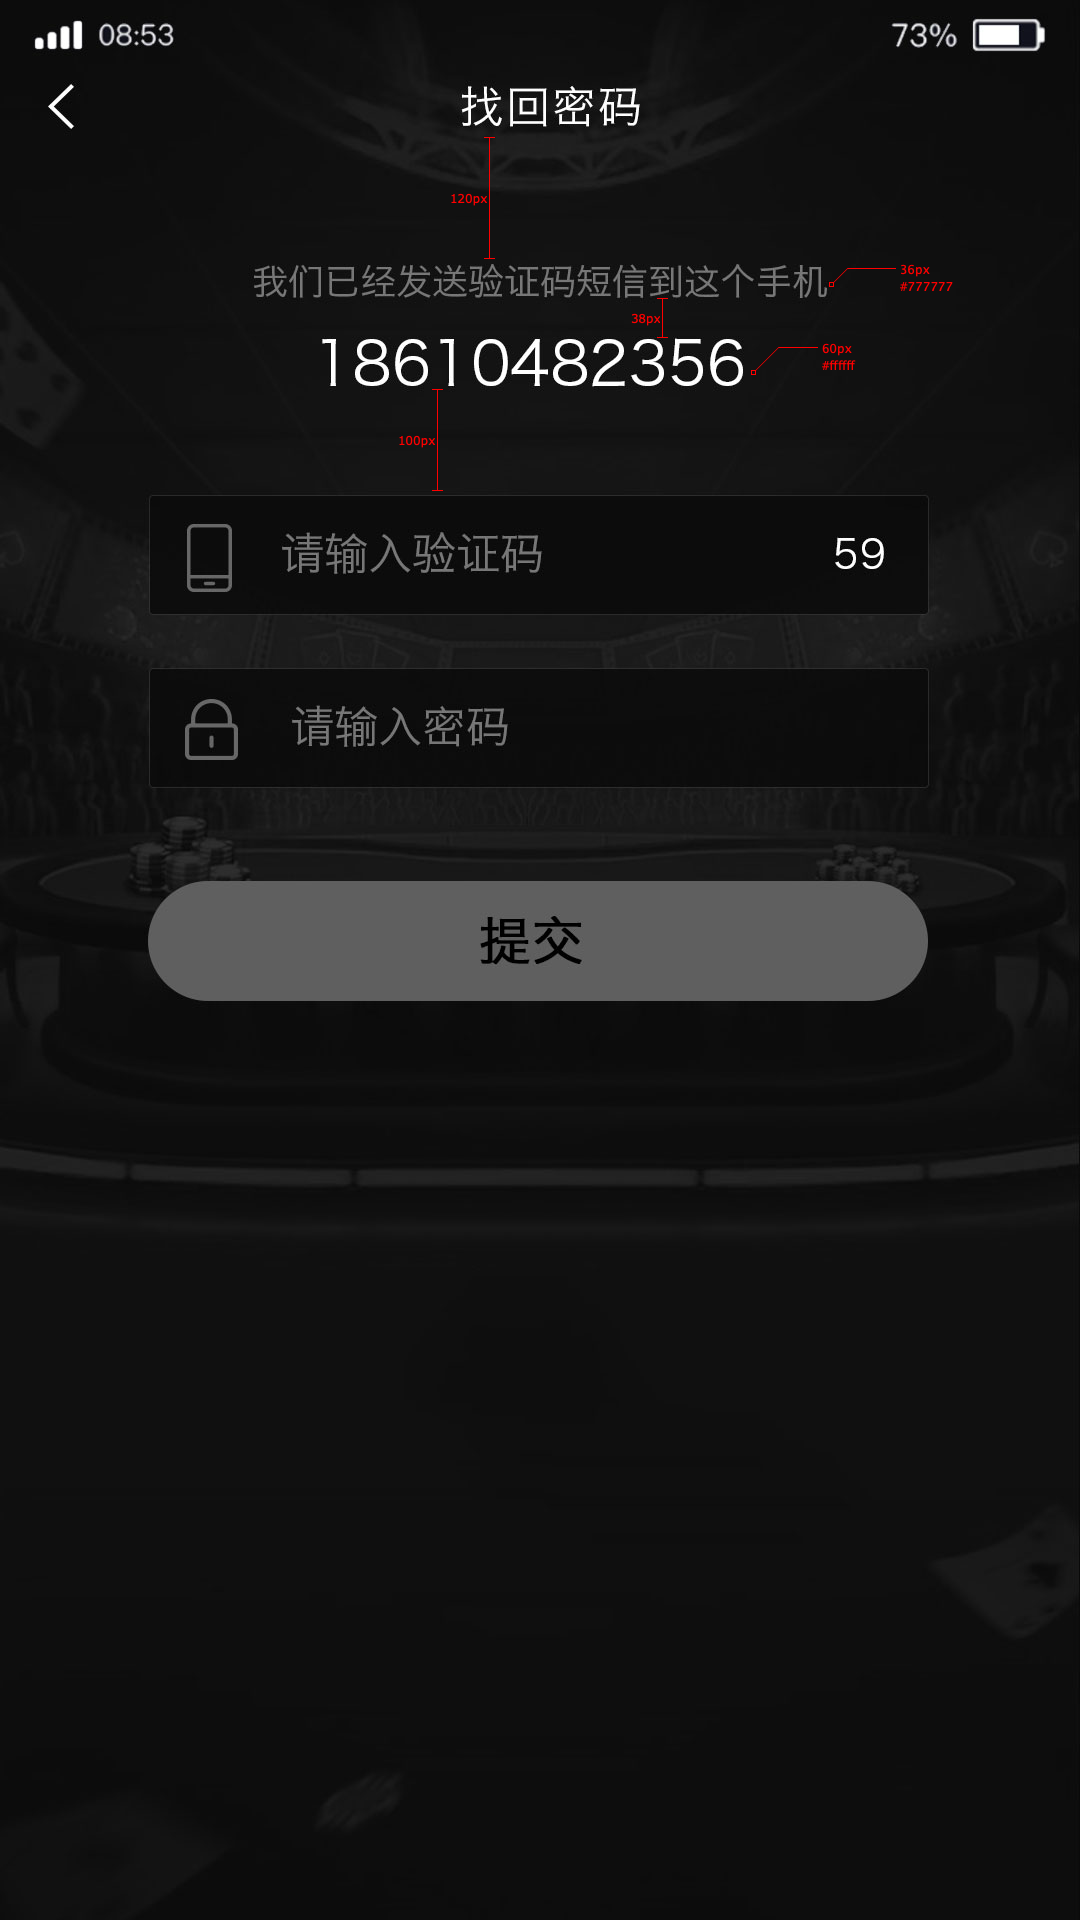 08:53
73%
找回密码
120px
我们已经发送验证码短信到这个手机
36px
#777777
38px
18610482356
60px
#ffffff
100px
请输入验证码
59
请输入密码
提交